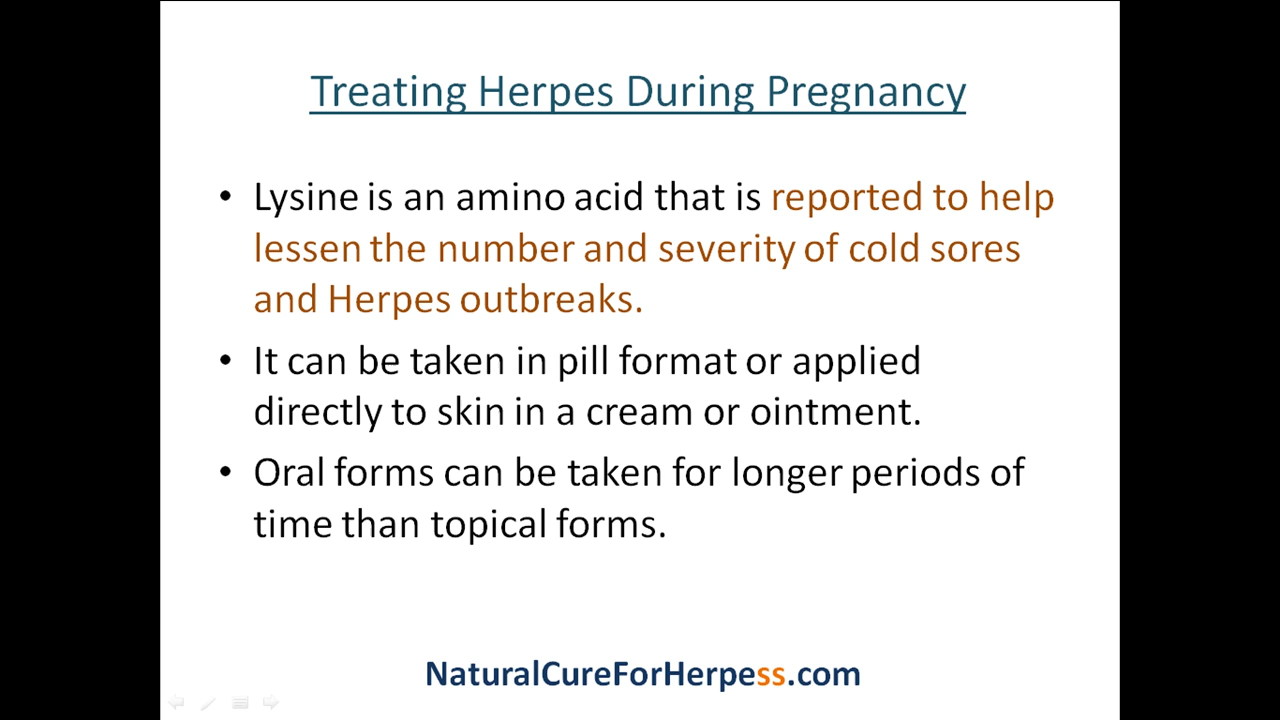 Treating Herpes During Pregnancy
• Lysine is an amino acid that is reported to help
lessen the number and severity of cold sores
and Herpes outbreaks.
• It can be taken in pill format or applied
directly to skin in a cream or ointment.
• Oral forms can be taken for longer periods of
time than topical forms.
NaturalCureForHerpess.com